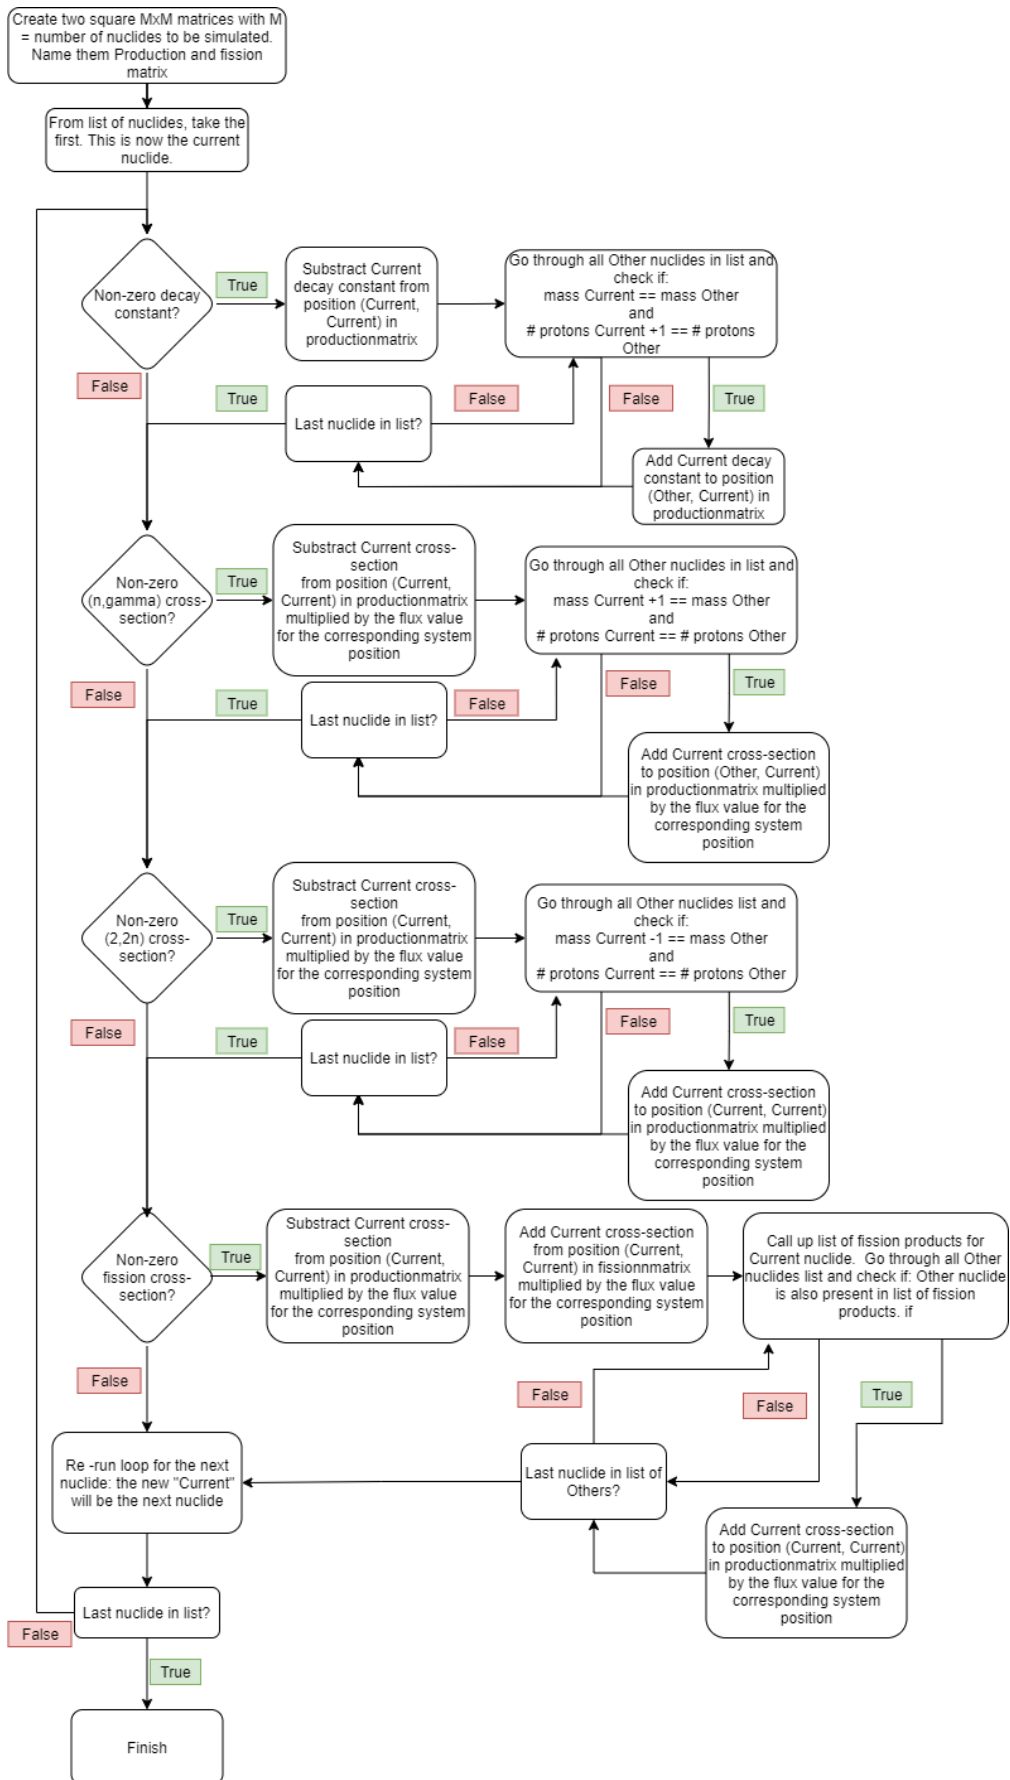 Create two square MxM matrices with M
= number of nuclides to be simulated.
Name them Production and fission
matrix
From list of nuclides, take the
first. This is now the current
nuclide.
Non-zero decay
constant?
True
Substract Current
decay constant from
position (Current,
Current) in
productionmatrix
Go through all Other nuclides in list and
check if:
mass Current == mass Other
and
# protons Current +1 == # protons
Other
False
True
Last nuclide in list?
False
False
True
Add Current decay
constant to position
(Other, Current) in
productionmatrix
Non-zero
(n,gamma) cross-
section?
True
Substract Current cross-
section
from position (Current,
Current) in productionmatrix
multiplied by the flux value
for the corresponding system
position
Go through all Other nuclides in list and
check if:
mass Current +1 == mass Other
and
# protons Current == # protons Other
False
True
Last nuclide in list?
False
False
True
Add Current cross-section
to position (Other, Current)
in productionmatrix multiplied
by the flux value for the
corresponding system
position
Non-zero
(2,2n) cross-
section?
True
Substract Current cross-
section
from position (Current,
Current) in productionmatrix
multiplied by the flux value
for the corresponding system
position
Go through all Other nuclides list and
check if:
mass Current -1 == mass Other
and
# protons Current == # protons Other
False
True
Last nuclide in list?
False
False
True
Add Current cross-section
to position (Current, Current)
in productionmatrix multiplied
by the flux value for the
corresponding system
position
Non-zero
fission cross-
section?
True
Substract Current cross-
section
from position (Current,
Current) in productionmatrix
multiplied by the flux value
for the corresponding system
position
Add Current cross-section
from position (Current,
Current) in fissionnmatrix
multiplied by the flux value
for the corresponding system
position
Call up list of fission products for
Current nuclide.  Go through all Other
nuclides list and check if: Other nuclide
is also present in list of fission
products. if
False
False
False
True
Re -run loop for the next
nuclide: the new "Current"
will be the next nuclide
Last nuclide in list of
Others?
Add Current cross-section
to position (Current, Current)
in productionmatrix multiplied
by the flux value for the
corresponding system
position
Last nuclide in list?
False
True
Finish